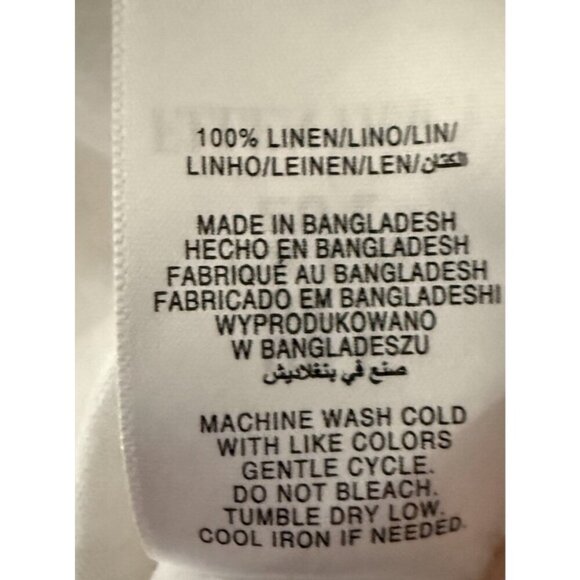 100% LINEN/LINO/LIN/
LINHO/LEINEN/LEN/الكتان
MADE IN BANGLADESH
HECHO EN BANGLADESH
FABRIQUÉ AU BANGLADESH
FABRICADO EM BANGLADESHI
WYPRODUKOWANO
W BANGLADESZU
صنع في بنغلاديش
MACHINE WASH COLD
WITH LIKE COLORS
GENTLE CYCLE.
DO NOT BLEACH.
TUMBLE DRY LOW.
COOL IRON IF NEEDED.